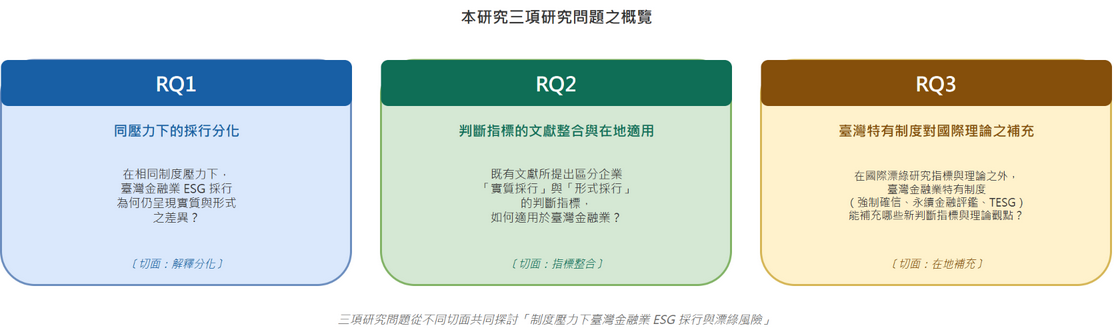 本研究三項研究問題之概覽
RQ1
同壓力下的採行分化
在相同制度壓力下，
臺灣金融業 ESG 採行
為何仍呈現實質與形式
之差異？
〔切面：解釋分化〕
RQ2
判斷指標的文獻整合與在地適用
既有文獻所提出區分企業
「實質採行」與「形式採行」
的判斷指標，
如何適用於臺灣金融業？
〔切面：指標整合〕
RQ3
臺灣特有制度對國際理論之補充
在國際漂綠研究指標與理論之外，
臺灣金融業特有制度
（強制確信、永續金融評鑑、TESG）
能補充哪些新判斷指標與理論觀點？
〔切面：在地補充〕
三項研究問題從不同切面共同探討「制度壓力下臺灣金融業 ESG 採行與漂綠風險」